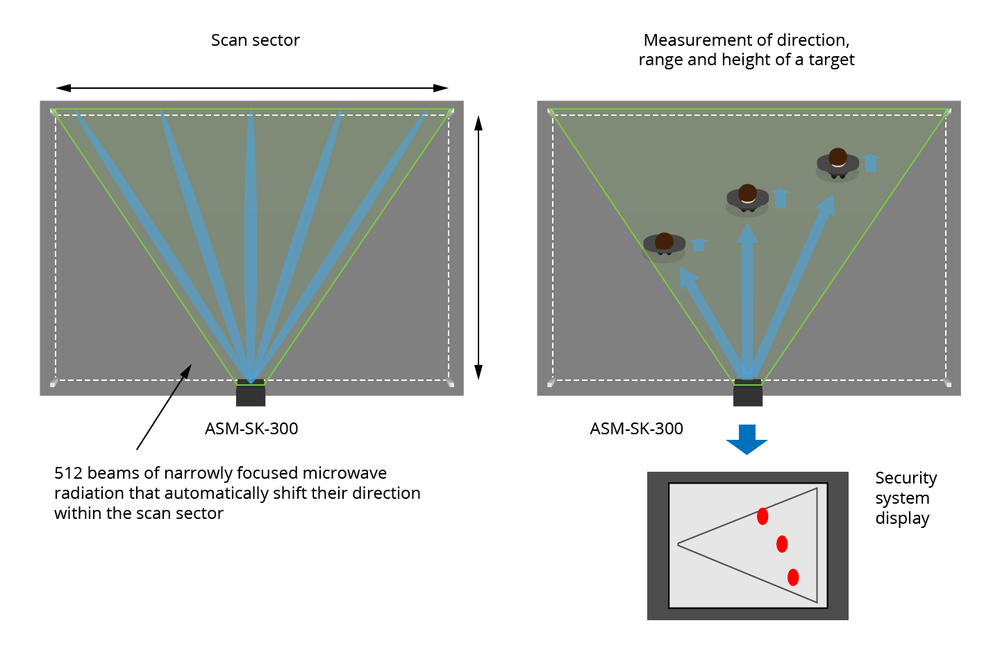 Scan sector
ASM-SK-300
512 beams of narrowly focused microwave
radiation that automatically shift their direction
within the scan sector
Measurement of direction,
range and height of a target
ASM-SK-300
Security
system
display